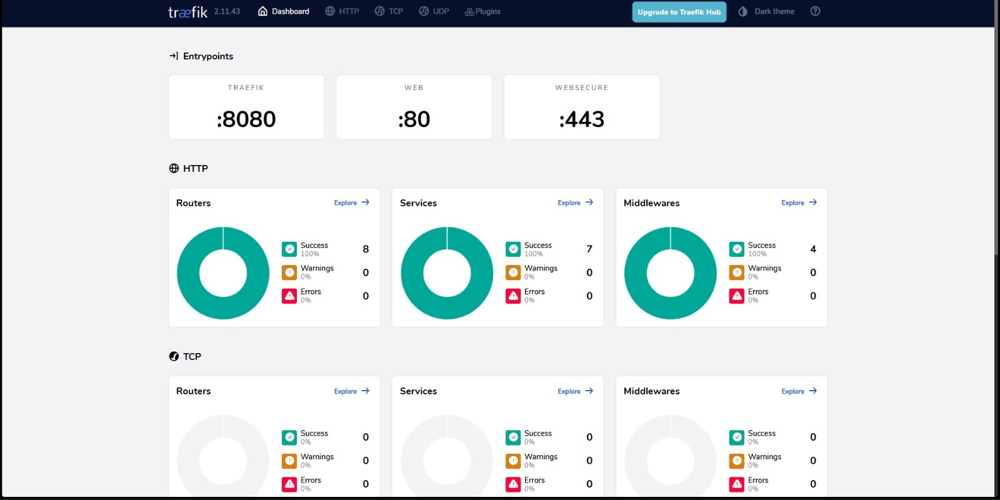 træfik 2.11.43 Dashboard HTTP TCP UDP Plugins Upgrade to Traefik Hub Dark theme
Entrypoints
TRAEFIK
:8080
WEB
:80
WEBSECURE
:443
HTTP
Routers Explore
Success 8
100%
Warnings 0
0%
Errors 0
0%
Services Explore
Success 7
100%
Warnings 0
0%
Errors 0
0%
Middlewares Explore
Success 4
100%
Warnings 0
0%
Errors 0
0%
TCP
Routers Explore
Success 0
0%
Warnings 0
0%
Errors 0
0%
Services Explore
Success 0
0%
Warnings 0
0%
Errors 0
0%
Middlewares Explore
Success 0
0%
Warnings 0
0%
Errors 0
0%